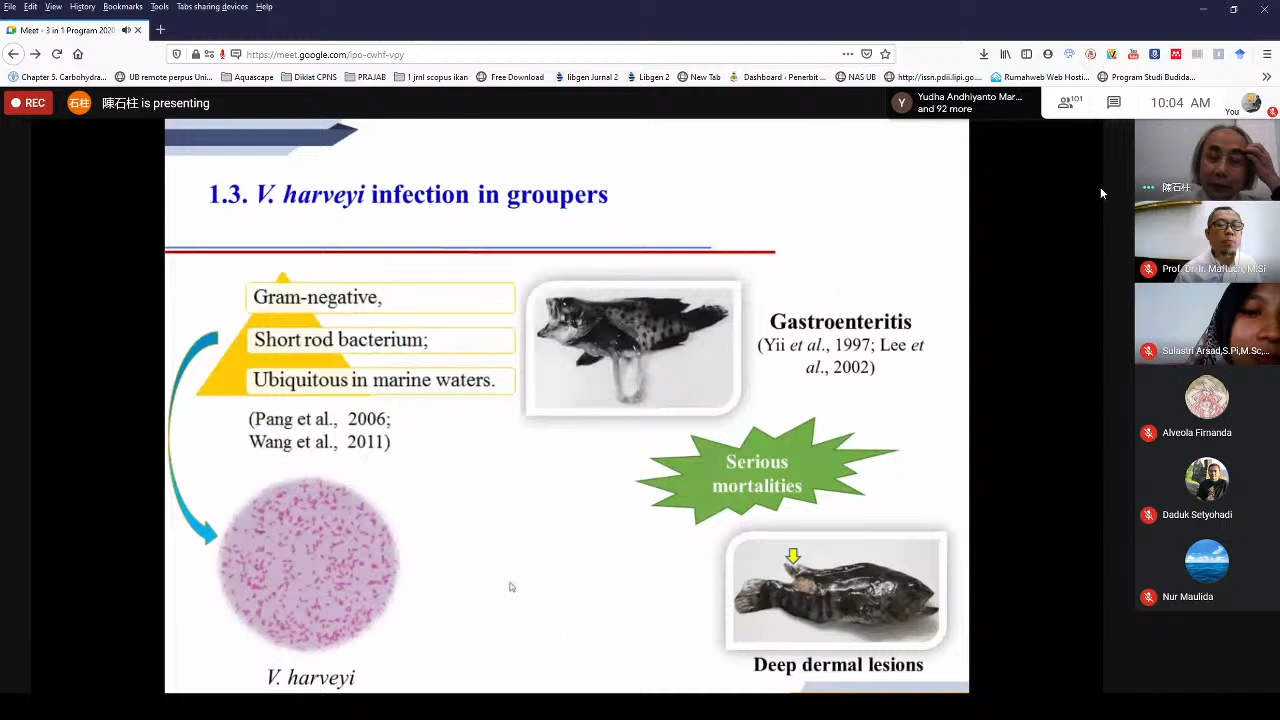 File Edit View History Bookmarks Tools Tabs sharing devices Help
Meet - 3 in 1 Program 2020
https://meet.google.com/ipo-cwhf-vpy
Chapter 5. Carbohydra... UB remote perpus Uni... Aquascape Diklat CPNS PRAJAB 1 jml scopus ikan Free Download libgen Jurnal 2 Libgen 2 New Tab Dashboard ‹ Penerbit ... NAS UB http://issn.pdii.lipi.go.... Rumahweb Web Hosti... Program Studi Budida...
REC
石柱
陳石柱 is presenting
Y
Yudha Andhiyanto Mar...
and 92 more
101
10:04 AM
You
1.3. V. harveyi infection in groupers
Gram-negative,
Short rod bacterium;
Ubiquitous in marine waters.
(Pang et al., 2006;
Wang et al., 2011)
V. harveyi
Gastroenteritis
(Yii et al., 1997; Lee et
al., 2002)
Serious
mortalities
Deep dermal lesions
陳石柱
Prof. Dr. Ir. Maftuch, M.Si
Sulastri Arsad,S.Pi,M.Sc,...
Alveola Firnanda
Daduk Setyohadi
Nur Maulida